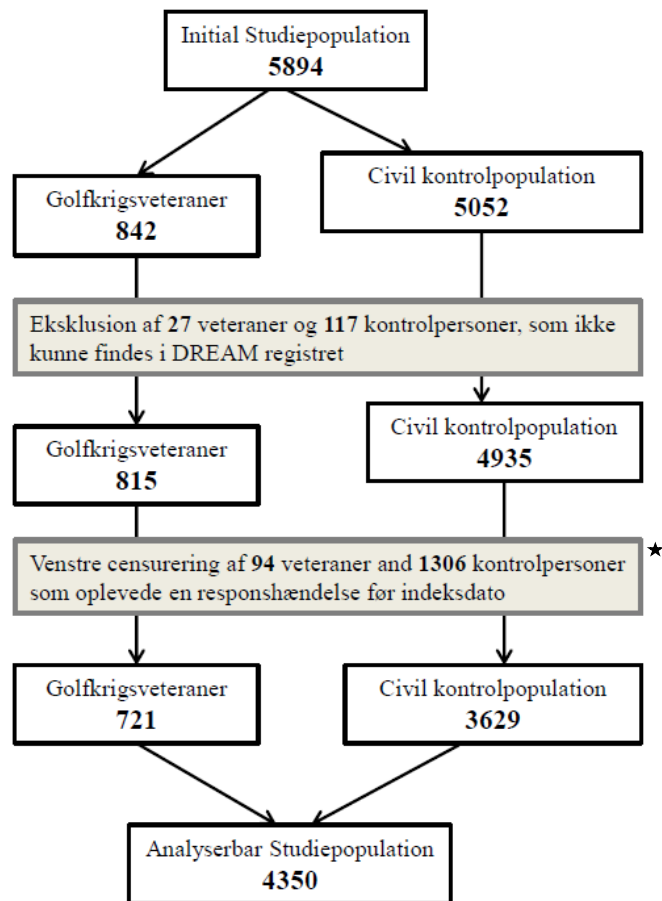 Initial Studiepopulation
5894
Golfkrigsveteraner
842
Civil kontrolpopulation
5052
Eksklusion af 27 veteraner og 117 kontrolpersoner, som ikke
kunne findes i DREAM registret
Golfkrigsveteraner
815
Civil kontrolpopulation
4935
Venstre censurering af 94 veteraner and 1306 kontrolpersoner
som oplevede en responshændelse før indeksdato
Golfkrigsveteraner
721
Civil kontrolpopulation
3629
Analyserbar Studiepopulation
4350